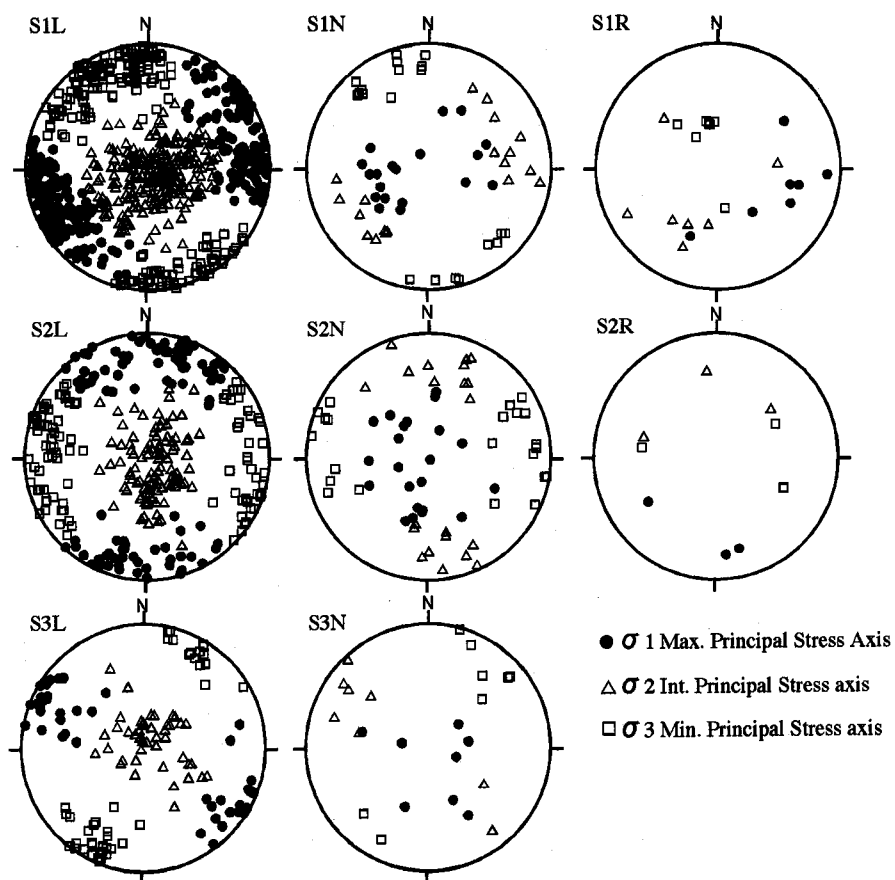 S1L
N
S1N
N
S1R
N
S2L
N
S2N
N
S2R
N
S3L
N
S3N
N
σ 1 Max. Principal Stress Axis
σ 2 Int. Principal Stress axis
σ 3 Min. Principal Stress axis